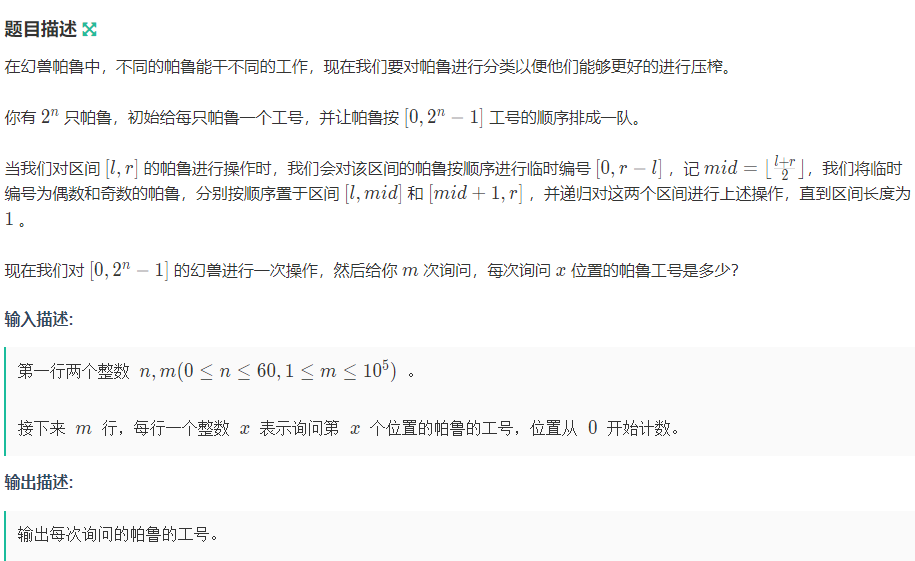 题目描述
在幻兽帕鲁中，不同的帕鲁能干不同的工作，现在我们要对帕鲁进行分类以便他们能够更好的进行压榨。
你有 2^n 只帕鲁，初始给每只帕鲁一个工号，并让帕鲁按 [0, 2^n − 1] 工号的顺序排成一队。
当我们对区间 [l, r] 的帕鲁进行操作时，我们会对该区间的帕鲁按顺序进行临时编号 [0, r − l] ，记 mid = ⌊(l+r)/2⌋，我们将临时
编号为偶数和奇数的帕鲁，分别按顺序置于区间 [l, mid] 和 [mid + 1, r] ，并递归对这两个区间进行上述操作，直到区间长度为
1 。
现在我们对 [0, 2^n − 1] 的幻兽进行一次操作，然后给你 m 次询问，每次询问 x 位置的帕鲁工号是多少?
输入描述:
第一行两个整数 n, m(0 ≤ n ≤ 60, 1 ≤ m ≤ 10^5) 。
接下来 m 行，每行一个整数 x 表示询问第 x 个位置的帕鲁的工号，位置从 0 开始计数。
输出描述:
输出每次询问的帕鲁的工号。